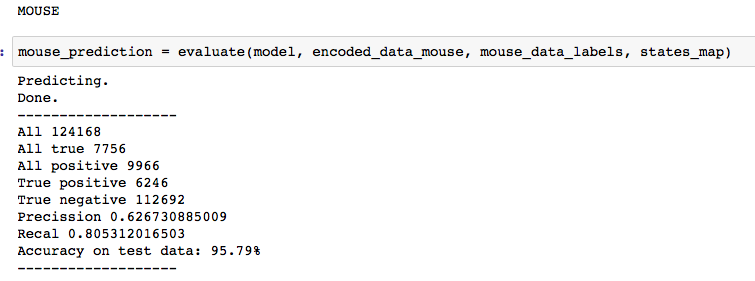 MOUSE
: mouse_prediction = evaluate(model, encoded_data_mouse, mouse_data_labels, states_map)
Predicting.
Done.
-------------------
All 124168
All true 7756
All positive 9966
True positive 6246
True negative 112692
Precission 0.626730885009
Recal 0.805312016503
Accuracy on test data: 95.79%
-------------------